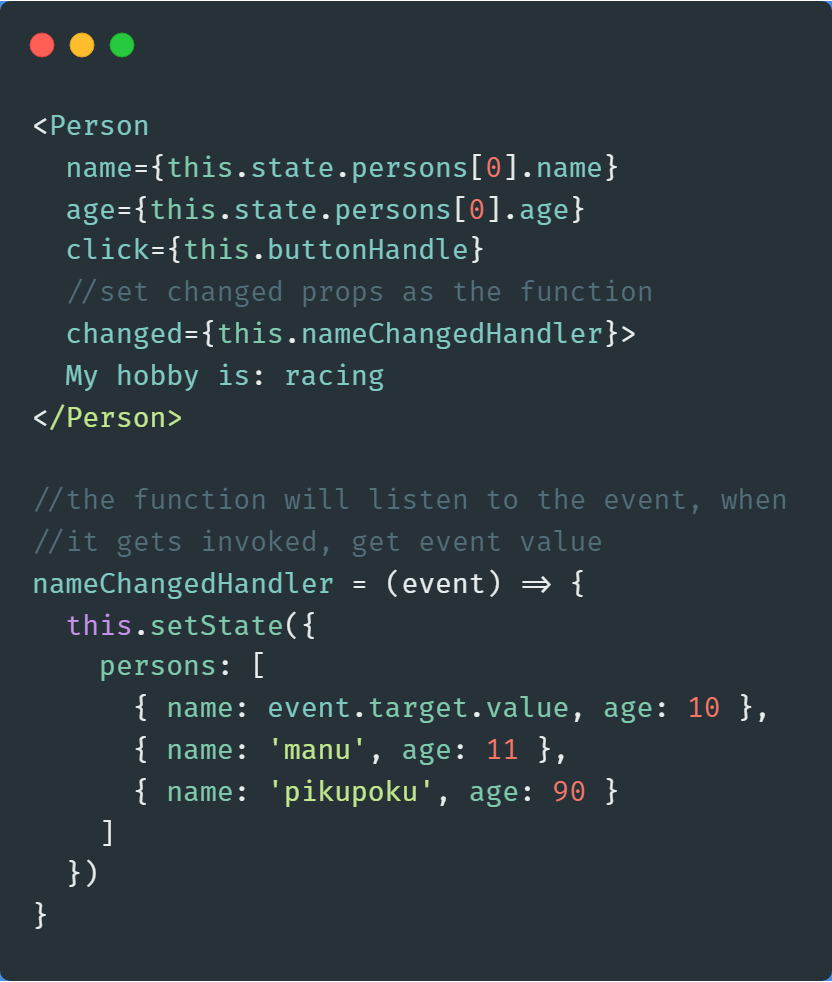 <Person
  name={this.state.persons[0].name}
  age={this.state.persons[0].age}
  click={this.buttonHandle}
  //set changed props as the function
  changed={this.nameChangedHandler}>
  My hobby is: racing
</Person>

//the function will listen to the event, when
//it gets invoked, get event value
nameChangedHandler = (event) => {
  this.setState({
    persons: [
      { name: event.target.value, age: 10 },
      { name: 'manu', age: 11 },
      { name: 'pikupoku', age: 90 }
    ]
  })
}